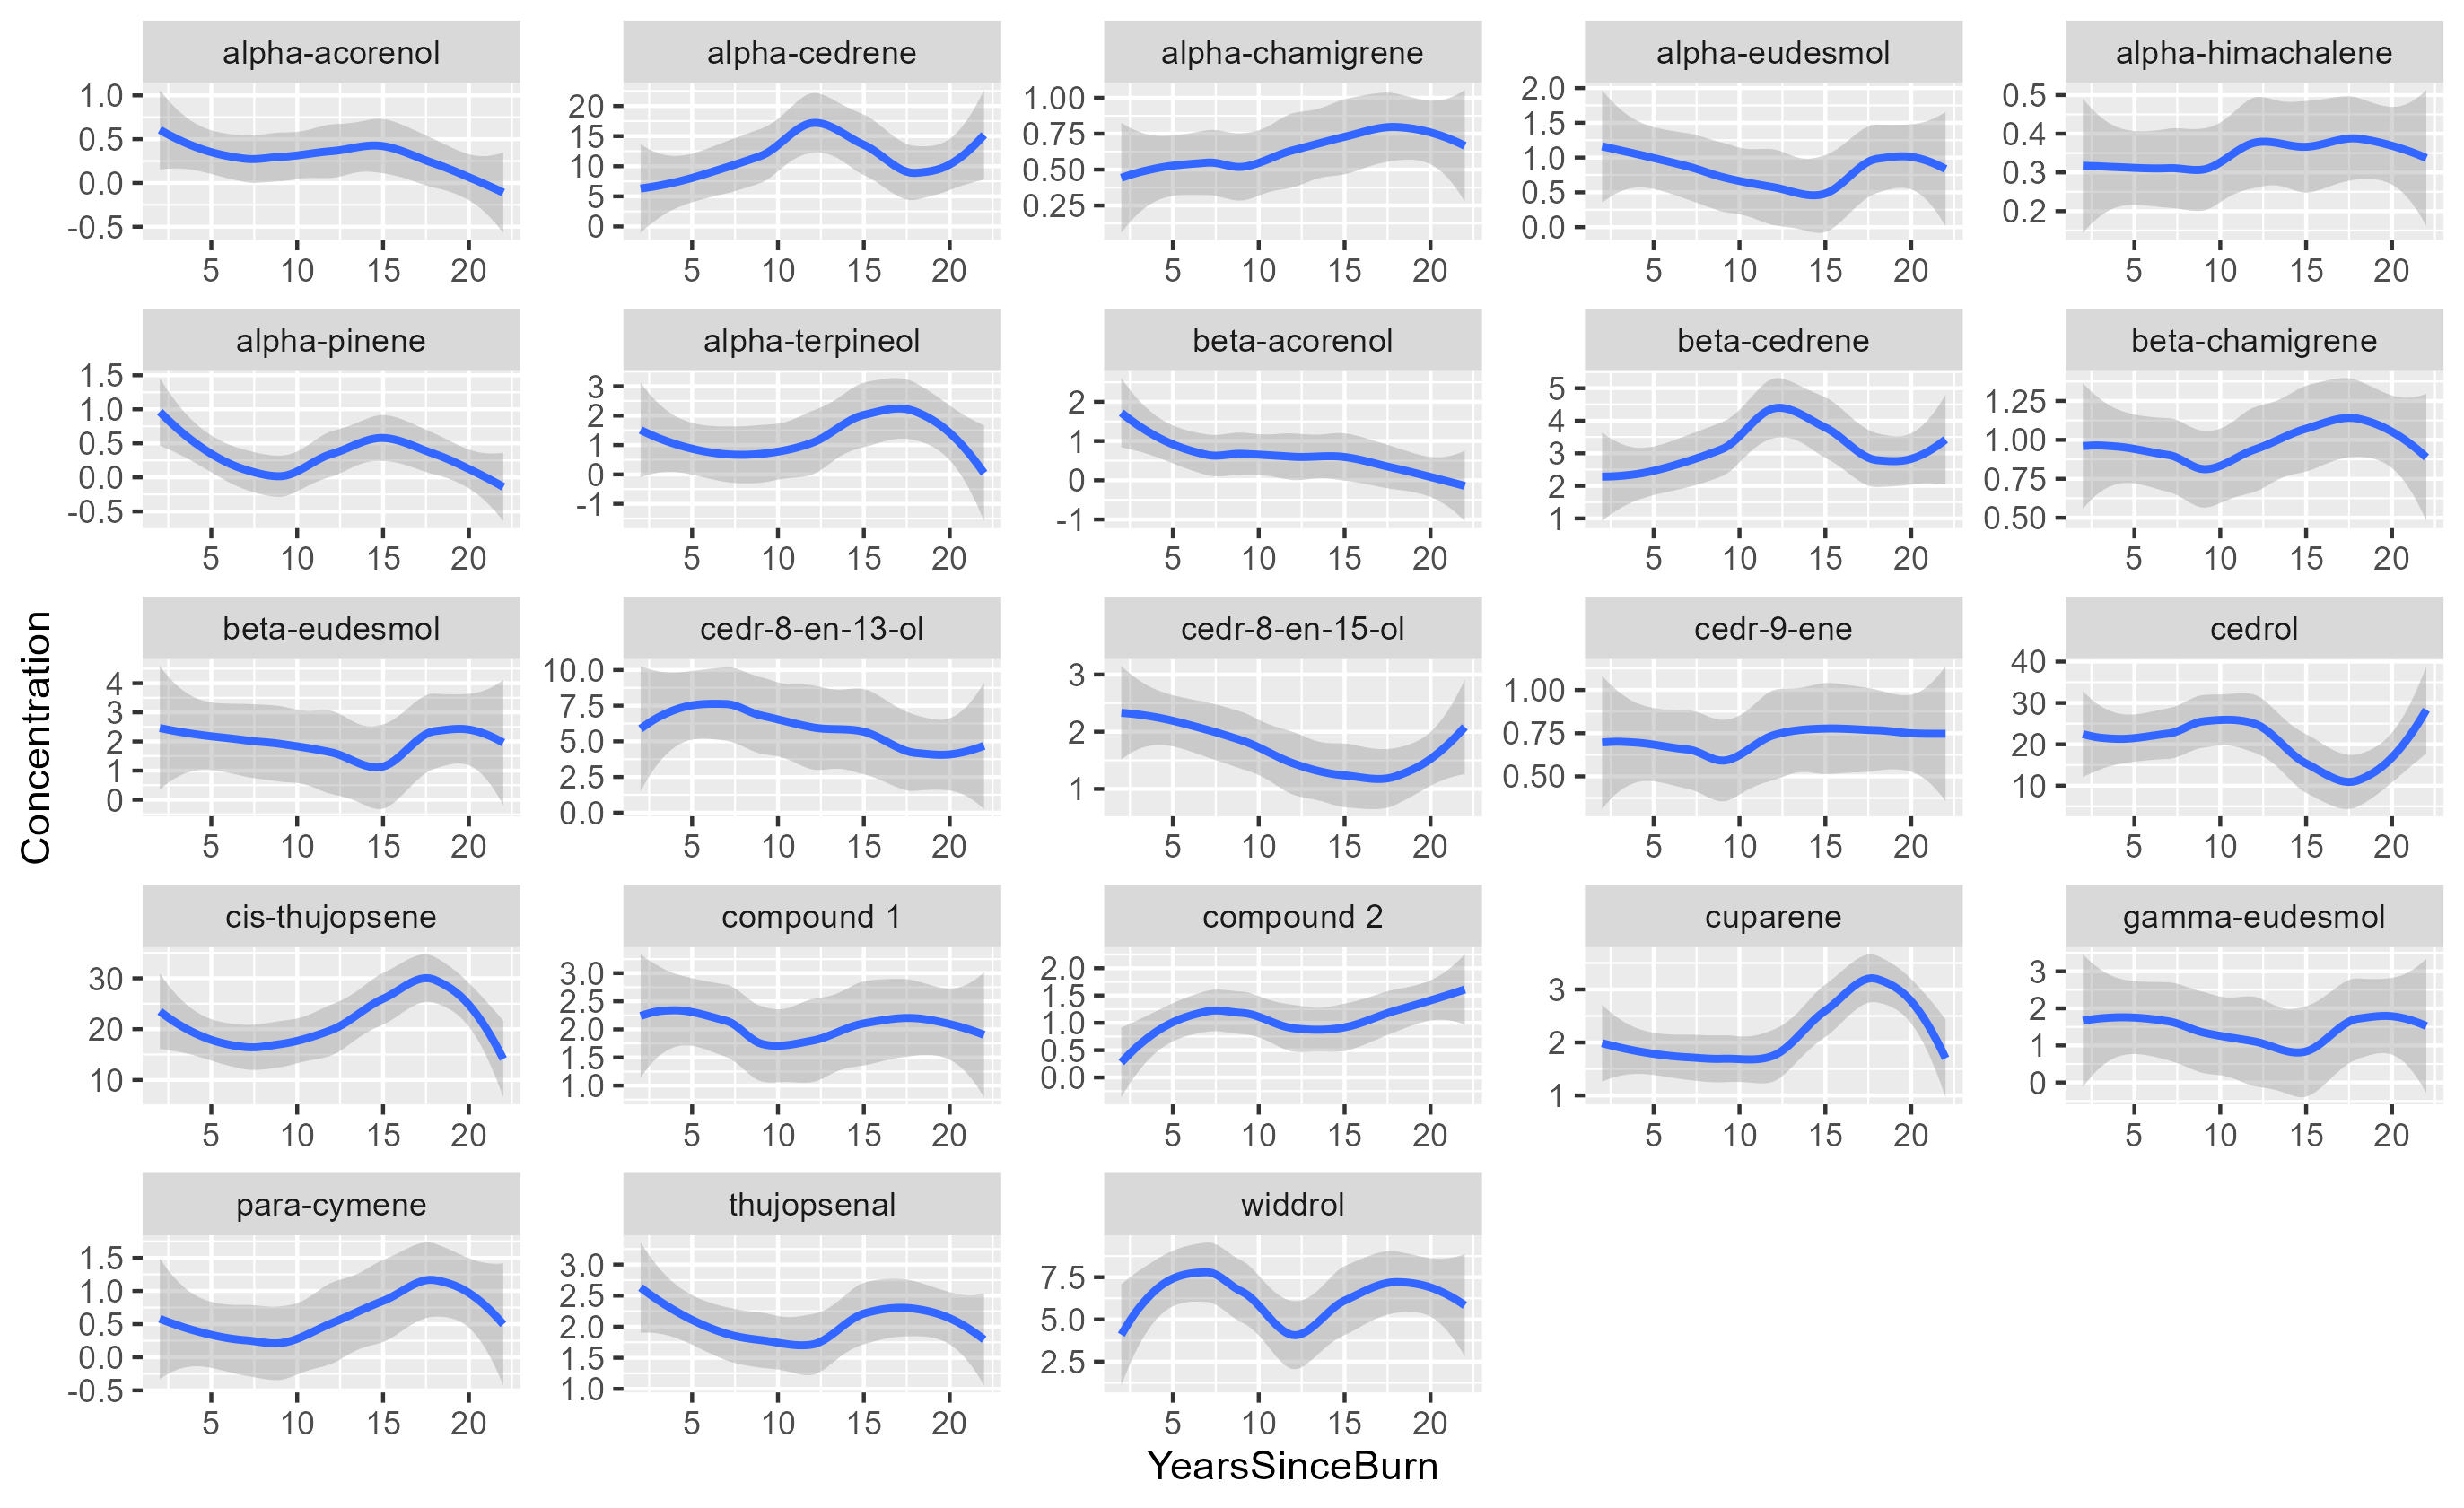 alpha-acorenol alpha-cedrene alpha-chamigrene alpha-eudesmol alpha-himachalene
1.0 0.5 0.0 -0.5
20 15 10 5 0
1.00 0.75 0.50 0.25
2.0 1.5 1.0 0.5 0.0
0.5 0.4 0.3 0.2
5 10 15 20 5 10 15 20 5 10 15 20 5 10 15 20 5 10 15 20
alpha-pinene alpha-terpineol beta-acorenol beta-cedrene beta-chamigrene
1.5 1.0 0.5 0.0 -0.5
3 2 1 0 -1
2 1 0 -1
5 4 3 2 1
1.25 1.00 0.75 0.50
5 10 15 20 5 10 15 20 5 10 15 20 5 10 15 20 5 10 15 20
Concentration
beta-eudesmol cedr-8-en-13-ol cedr-8-en-15-ol cedr-9-ene cedrol
4 3 2 1 0
10.0 7.5 5.0 2.5 0.0
3 2 1
1.00 0.75 0.50
40 30 20 10
5 10 15 20 5 10 15 20 5 10 15 20 5 10 15 20 5 10 15 20
cis-thujopsene compound 1 compound 2 cuparene gamma-eudesmol
30 20 10
3.0 2.5 2.0 1.5 1.0
2.0 1.5 1.0 0.5 0.0
3 2 1
3 2 1 0
5 10 15 20 5 10 15 20 5 10 15 20 5 10 15 20 5 10 15 20
para-cymene thujopsenal widdrol
1.5 1.0 0.5 0.0 -0.5
3.0 2.5 2.0 1.5 1.0
7.5 5.0 2.5
5 10 15 20 5 10 15 20 5 10 15 20
YearsSinceBurn